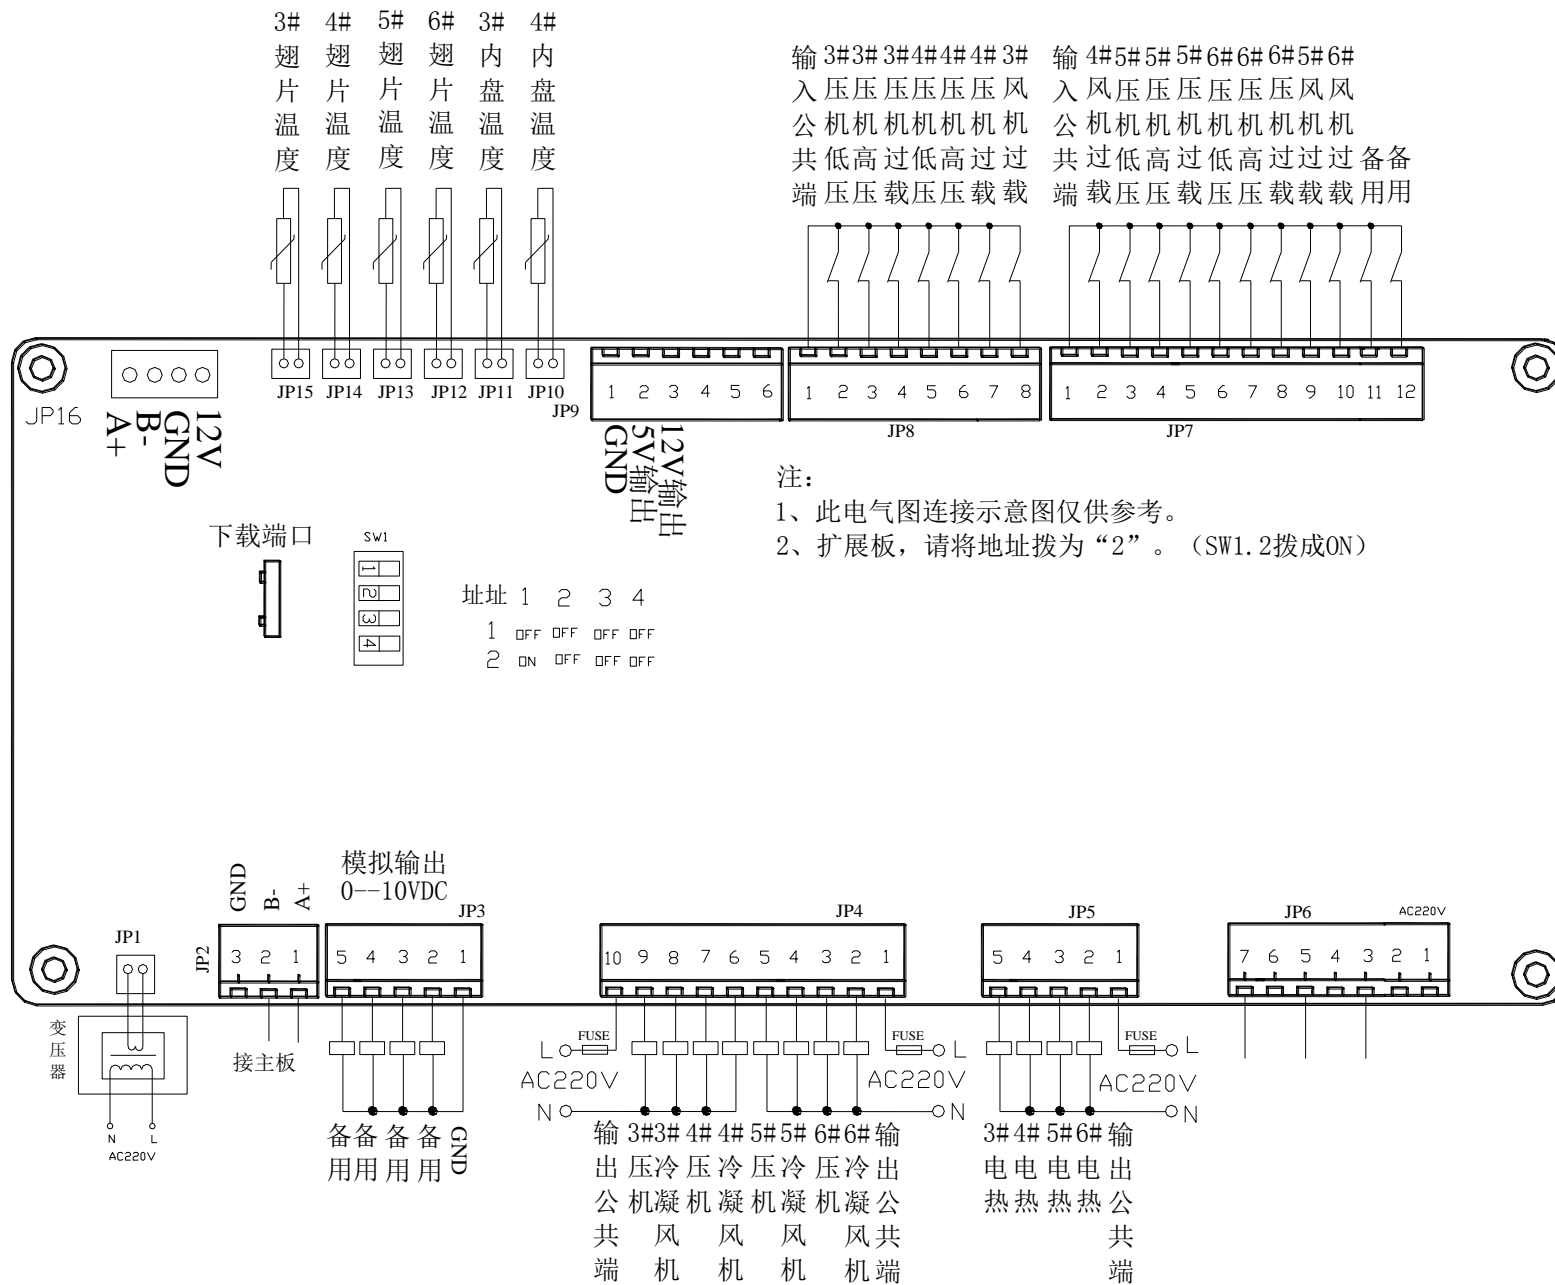 3#翅片温度
4#翅片温度
5#翅片温度
6#翅片温度
3#内盘温度
4#内盘温度
输入公共端
3#压机低压
3#压机高压
3#压机过载
4#压机低压
4#压机高压
4#压机过载
3#风机过载
输入公共端
4#风机过载
5#压机低压
5#压机高压
5#压机过载
6#压机低压
6#压机高压
6#压机过载
5#风机过载
6#风机过载
备用
备用
JP16
A+
B-
GND
12V
JP15
JP14
JP13
JP12
JP11
JP10
JP9
1 2 3 4 5 6
GND
5V输出
12V输出
1 2 3 4 5 6 7 8
JP8
1 2 3 4 5 6 7 8 9 10 11 12
JP7
注：
1、此电气图连接示意图仅供参考。
2、扩展板，请将地址拨为“2”。（SW1.2拨成ON）
下载端口
SW1
1
2
3
4
址址 1 2 3 4
1 OFF OFF OFF OFF
2 ON OFF OFF OFF
JP1
变压器
N L
AC220V
JP2
GND
B-
A+
3 2 1
接主板
模拟输出
0--10VDC
JP3
5 4 3 2 1
备用
备用
备用
备用
GND
JP4
10 9 8 7 6 5 4 3 2 1
FUSE
L
AC220V
N
FUSE
L
AC220V
N
输出公共端
3#压机
3#冷凝风机
4#压机
4#冷凝风机
5#压机
5#冷凝风机
6#压机
6#冷凝风机
输出公共端
JP5
5 4 3 2 1
FUSE
L
AC220V
N
3#电热
4#电热
5#电热
6#电热
输出公共端
JP6
AC220V
7 6 5 4 3 2 1